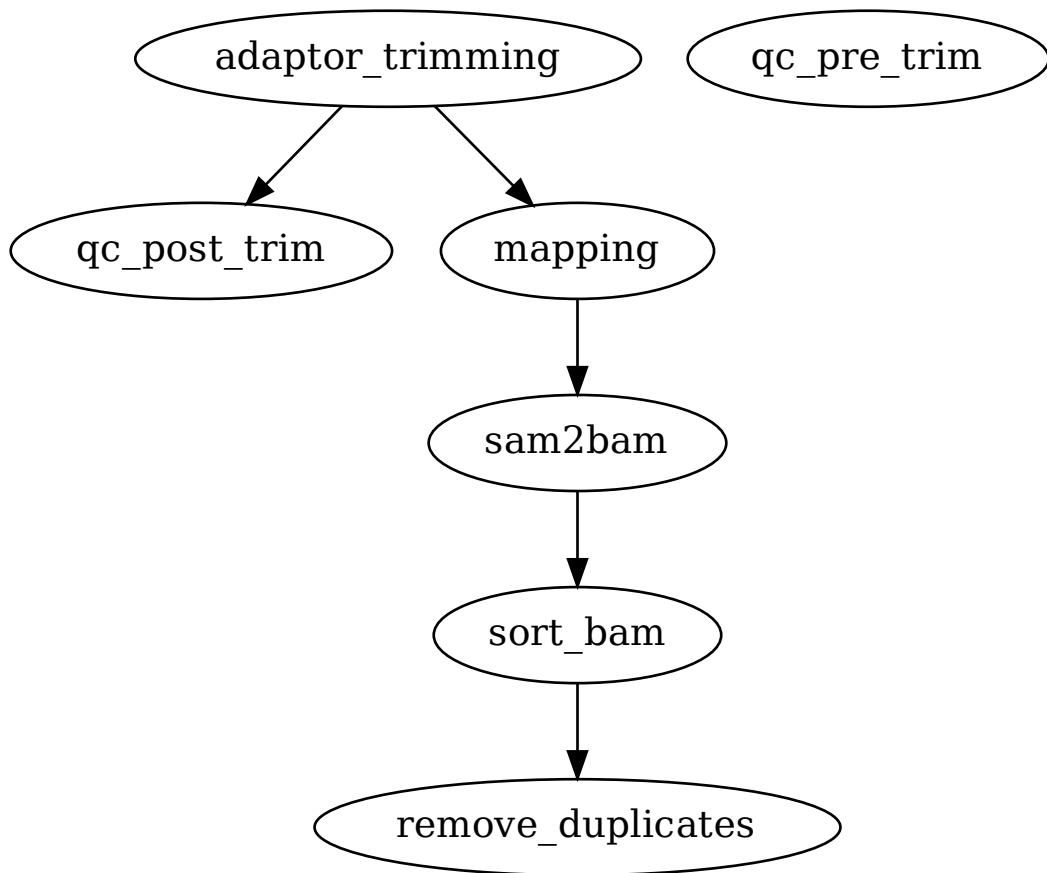 adaptor_trimming
qc_pre_trim
qc_post_trim
mapping
sam2bam
sort_bam
remove_duplicates